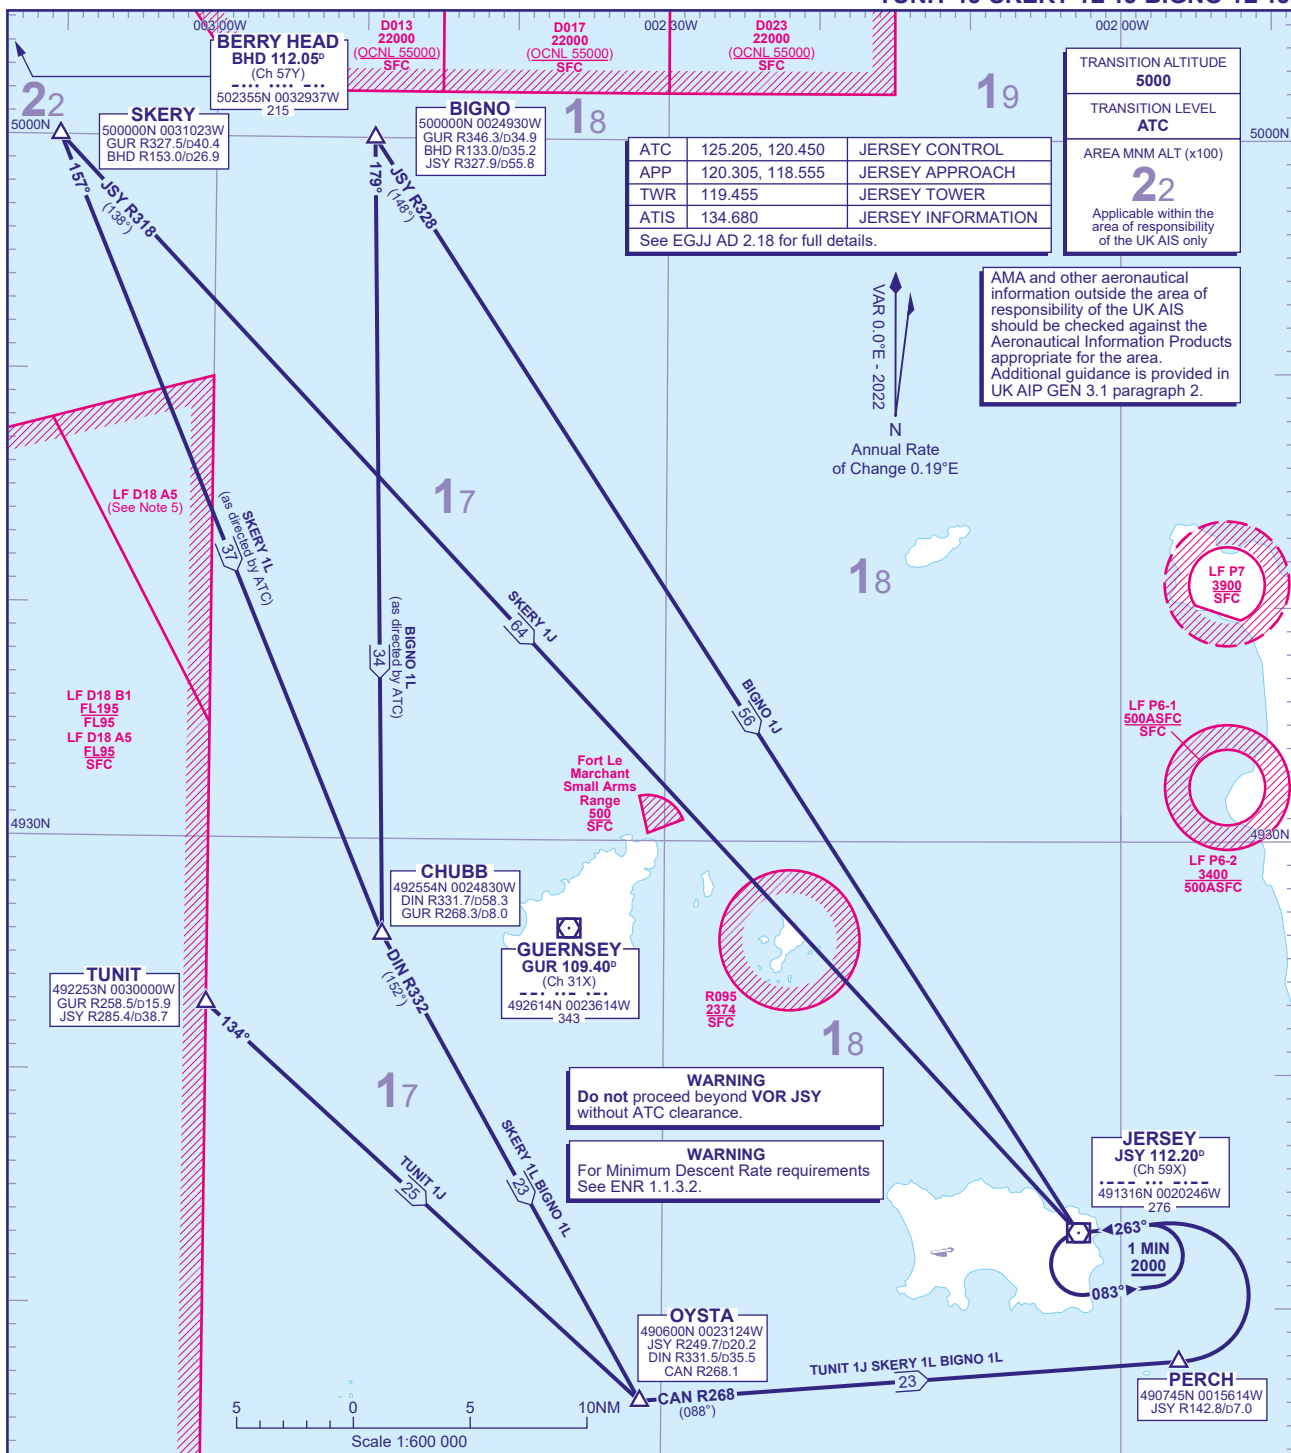 003 00W
002 30W
002 00W
D013
22000
(OCNL 55000)
SFC
D017
22000
(OCNL 55000)
SFC
D023
22000
(OCNL 55000)
SFC
BERRY HEAD
BHD 112.05D
(Ch 57Y)
502355N 0032937W
215
22
SKERY
500000N 0031023W
GUR R327.5/D40.4
BHD R153.0/D26.9
BIGNO
500000N 0024930W
GUR R346.3/D34.9
BHD R133.0/D35.2
JSY R327.9/D55.8
18
19
TRANSITION ALTITUDE
5000
TRANSITION LEVEL
ATC
AREA MNM ALT (x100)
22
Applicable within the
area of responsibility
of the UK AIS only
5000N
5000N
ATC 125.205, 120.450 JERSEY CONTROL
APP 120.305, 118.555 JERSEY APPROACH
TWR 119.455 JERSEY TOWER
ATIS 134.680 JERSEY INFORMATION
See EGJJ AD 2.18 for full details.
AMA and other aeronautical
information outside the area of
responsibility of the UK AIS
should be checked against the
Aeronautical Information Products
appropriate for the area.
Additional guidance is provided in
UK AIP GEN 3.1 paragraph 2.
157°
JSY R318
(138°)
179°
JSY R328
(148°)
VAR 0.0°E - 2022
N
Annual Rate
of Change 0.19°E
LF D18 A5
(See Note 5)
SKERY 1L
(as directed by ATC)
37
17
18
BIGNO 1L
(as directed by ATC)
34
SKERY 1J
64
BIGNO 1J
56
LF P7
3900
SFC
LF D18 B1
FL195
FL95
LF D18 A5
FL95
SFC
LF P6-1
500ASFC
SFC
Fort Le
Marchant
Small Arms
Range
500
SFC
4930N
4930N
LF P6-2
3400
500ASFC
CHUBB
492554N 0024830W
DIN R331.7/D58.3
GUR R268.3/D8.0
GUERNSEY
GUR 109.40D
(Ch 31X)
492614N 0023614W
343
DIN R332
(152°)
TUNIT
492253N 0030000W
GUR R258.5/D15.9
JSY R285.4/D38.7
134°
R095
2374
SFC
18
17
WARNING
Do not proceed beyond VOR JSY
without ATC clearance.
WARNING
For Minimum Descent Rate requirements
See ENR 1.1.3.2.
TUNIT 1J
25
SKERY 1L BIGNO 1L
23
JERSEY
JSY 112.20D
(Ch 59X)
491316N 0020246W
276
263°
1 MIN
2000
083°
OYSTA
490600N 0023124W
JSY R249.7/D20.2
DIN R331.5/D35.5
CAN R268.1
CAN R268
(088°)
TUNIT 1J SKERY 1L BIGNO 1L
23
PERCH
490745N 0015614W
JSY R142.8/D7.0
5 0 5 10NM
Scale 1:600 000